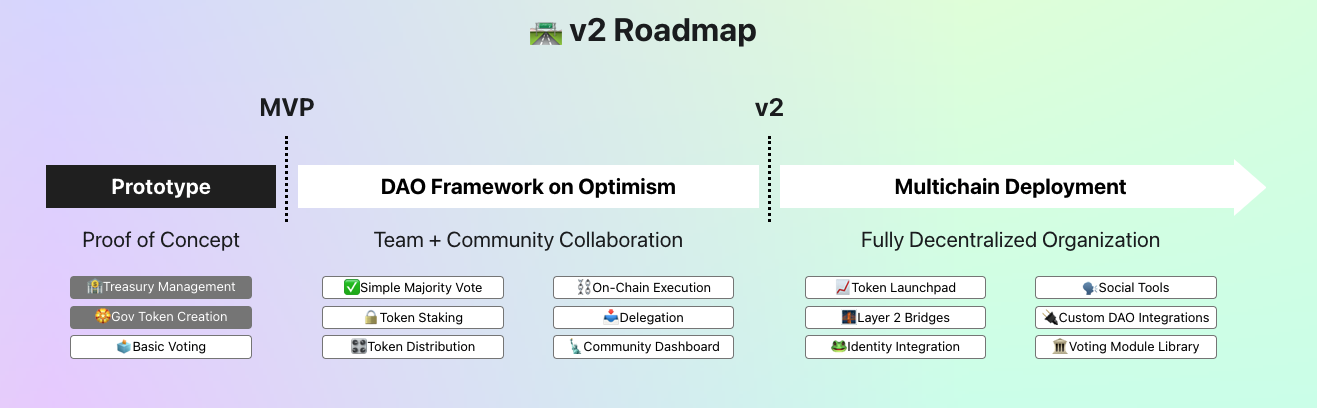 v2 Roadmap
MVP
v2
Prototype
DAO Framework on Optimism
Multichain Deployment
Proof of Concept
Team + Community Collaboration
Fully Decentralized Organization
Treasury Management
Gov Token Creation
Basic Voting
Simple Majority Vote
Token Staking
Token Distribution
On-Chain Execution
Delegation
Community Dashboard
Token Launchpad
Layer 2 Bridges
Identity Integration
Social Tools
Custom DAO Integrations
Voting Module Library